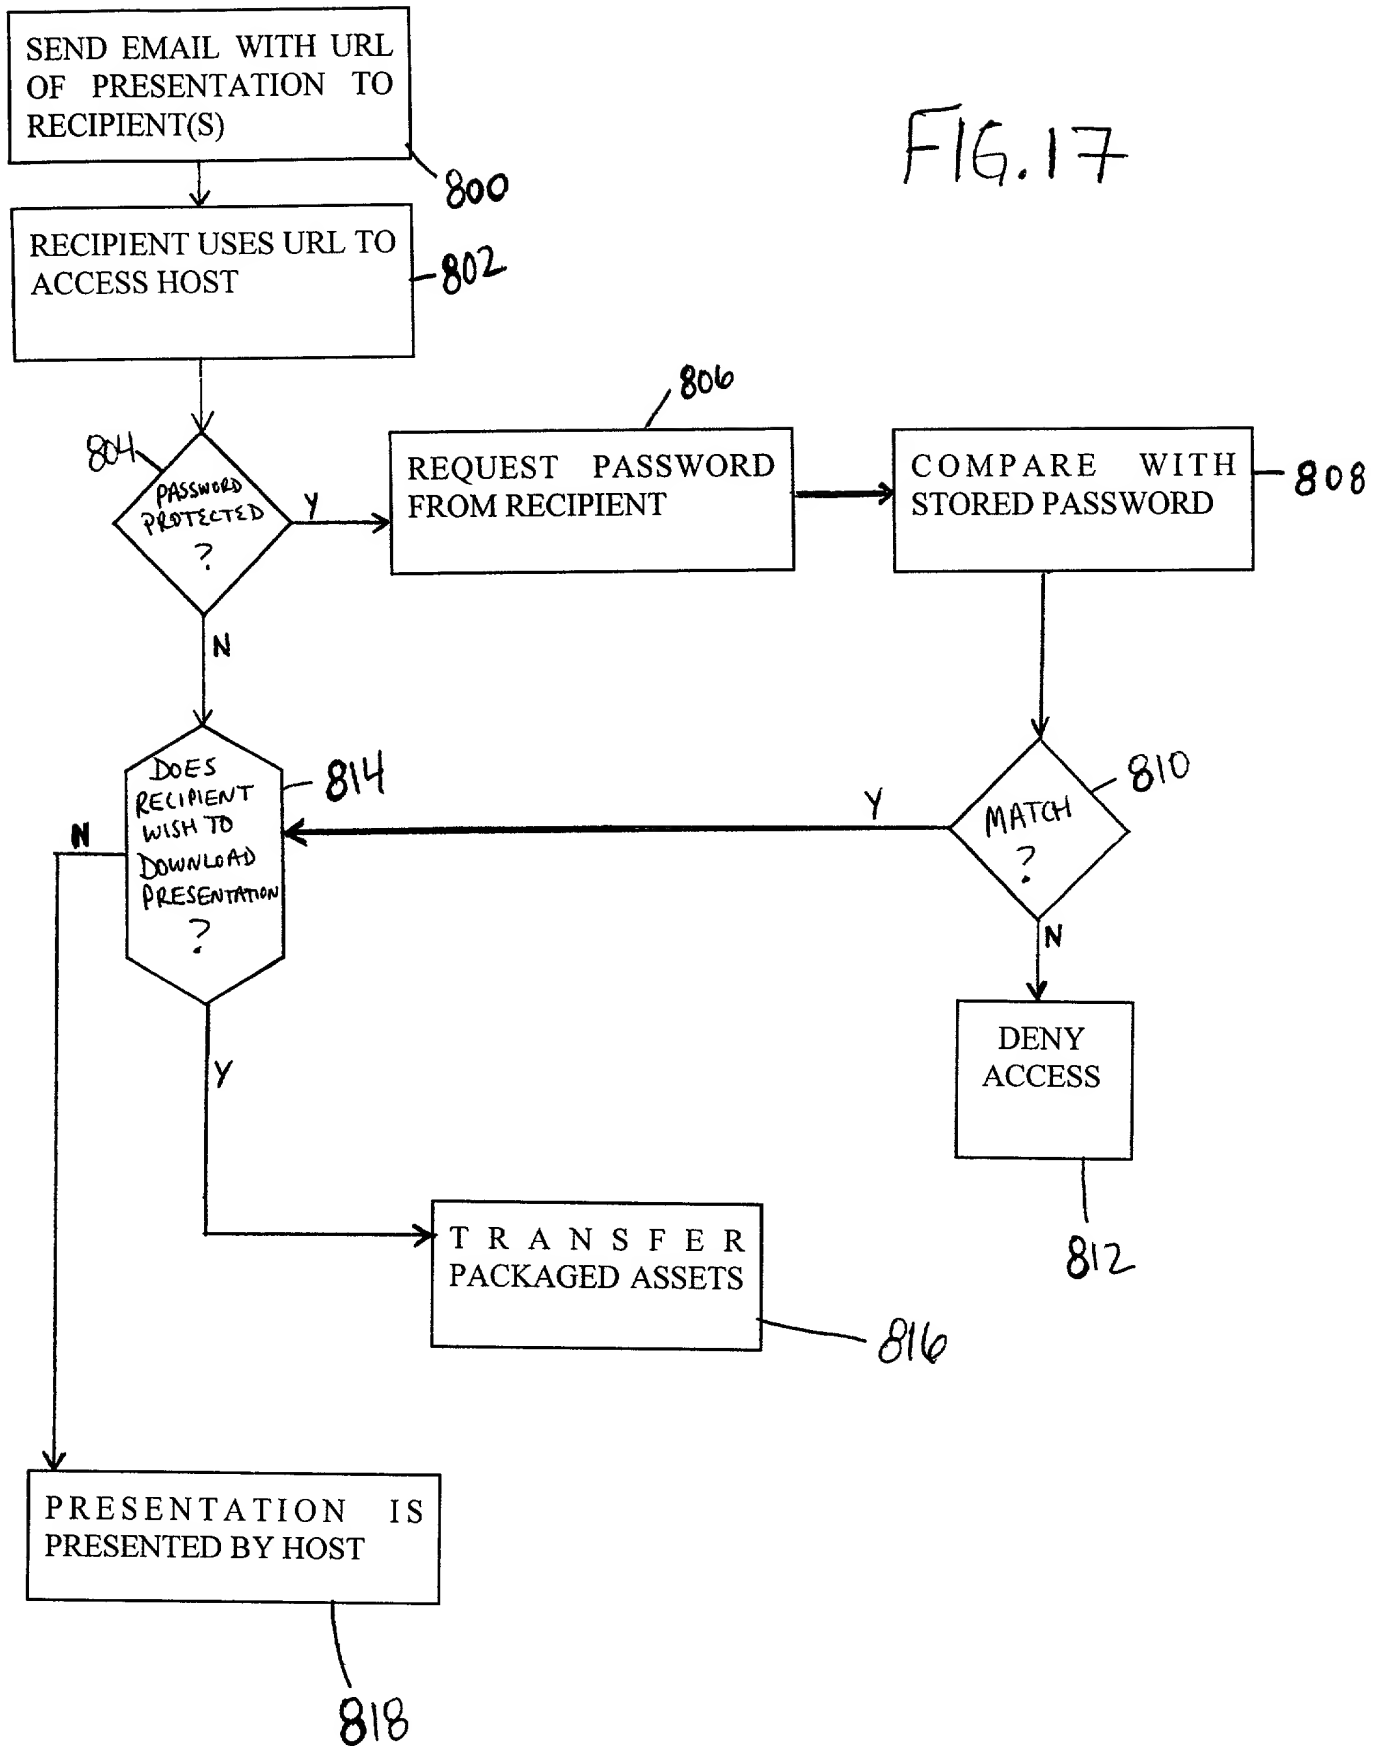 SEND EMAIL WITH URL
OF PRESENTATION TO
RECIPIENT(S)
800
FIG. 17
RECIPIENT USES URL TO
ACCESS HOST
802
804
PASSWORD
PROTECTED
?
Y
N
806
REQUEST PASSWORD
FROM RECIPIENT
COMPARE WITH
STORED PASSWORD
808
810
MATCH
?
Y
N
DENY
ACCESS
812
814
DOES
RECIPIENT
WISH TO
DOWNLOAD
PRESENTATION
?
N
Y
TRANSFER
PACKAGED ASSETS
816
PRESENTATION IS
PRESENTED BY HOST
818